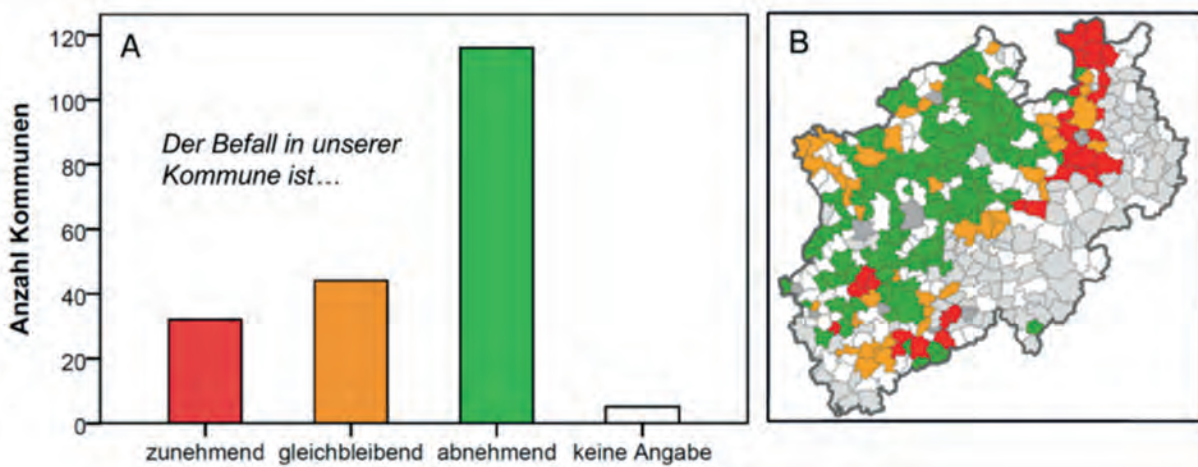 A
B
Anzahl Kommunen
120
100
80
60
40
20
0
Der Befall in unserer
Kommune ist…
zunehmend gleichbleibend abnehmend keine Angabe